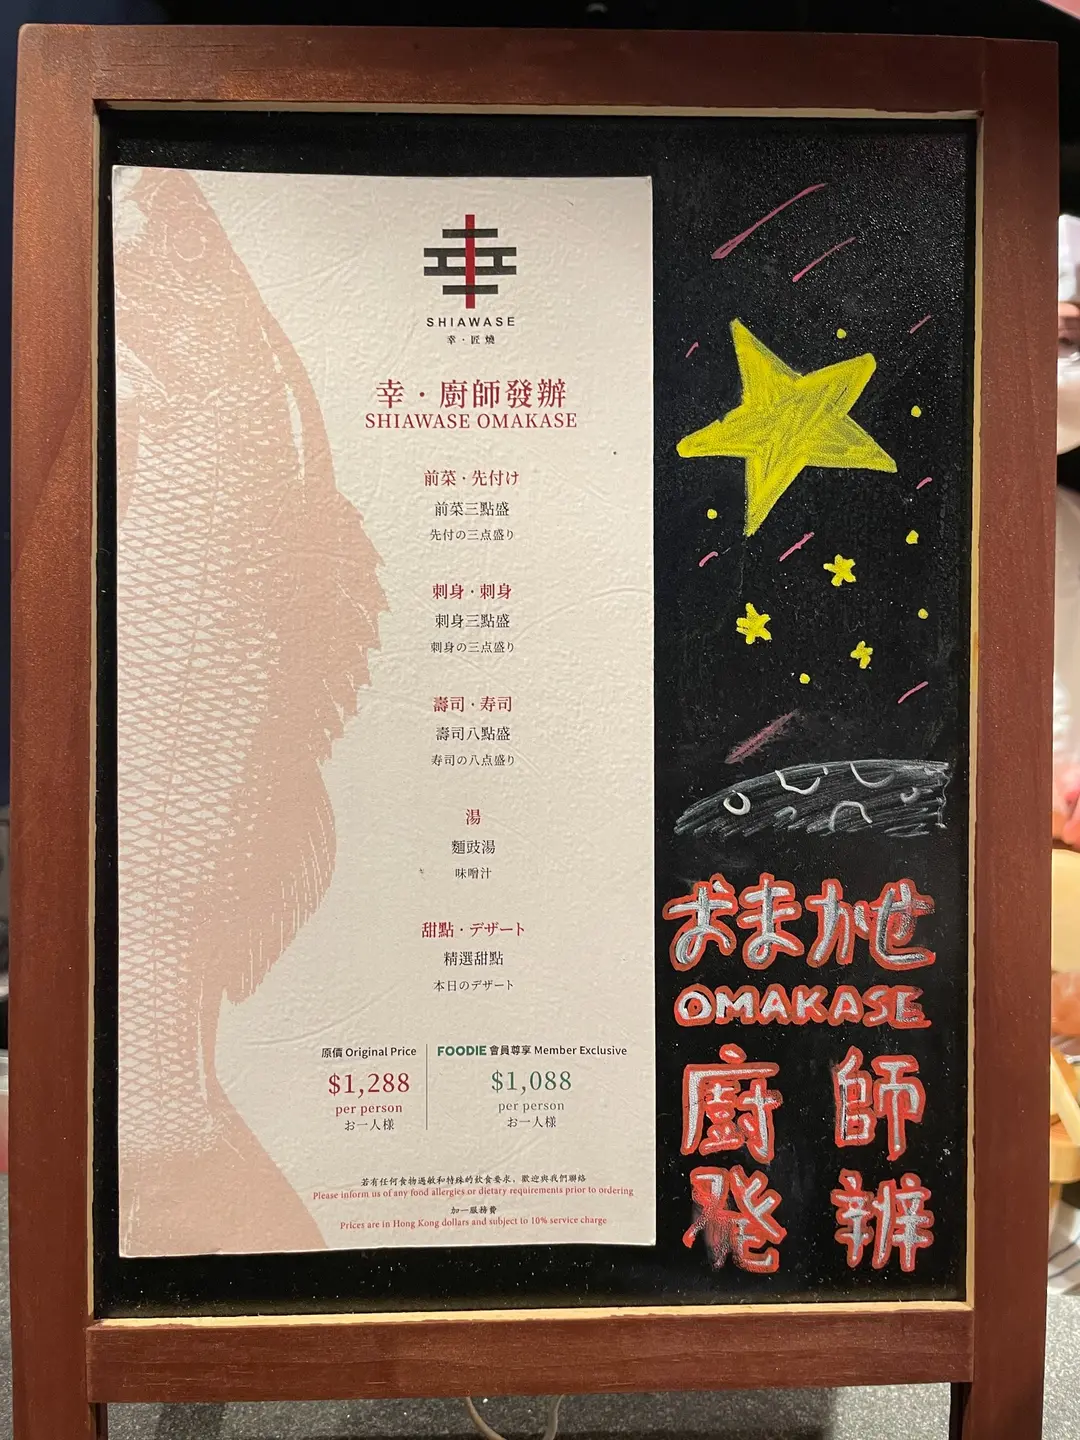 SHIAWASE
幸・匠燒
幸・廚師發辦
SHIAWASE OMAKASE
前菜・先付け
前菜三點盛
先付の三点盛り
刺身・刺身
刺身三點盛
刺身の三点盛り
壽司・寿司
壽司八點盛
寿司の八点盛り
湯
麵豉湯
味噌汁
甜點・デザート
精選甜點
本日のデザート
原價 Original Price
$1,288
per person
お一人様
FOODIE 會員尊享 Member Exclusive
$1,088
per person
お一人様
若有任何食物過敏和特殊的飲食要求，歡迎與我們聯絡
Please inform us of any food allergies or dietary requirements prior to ordering
加一服務費
Prices are in Hong Kong dollars and subject to 10% service charge
おまかせ
OMAKASE
廚師
発辦